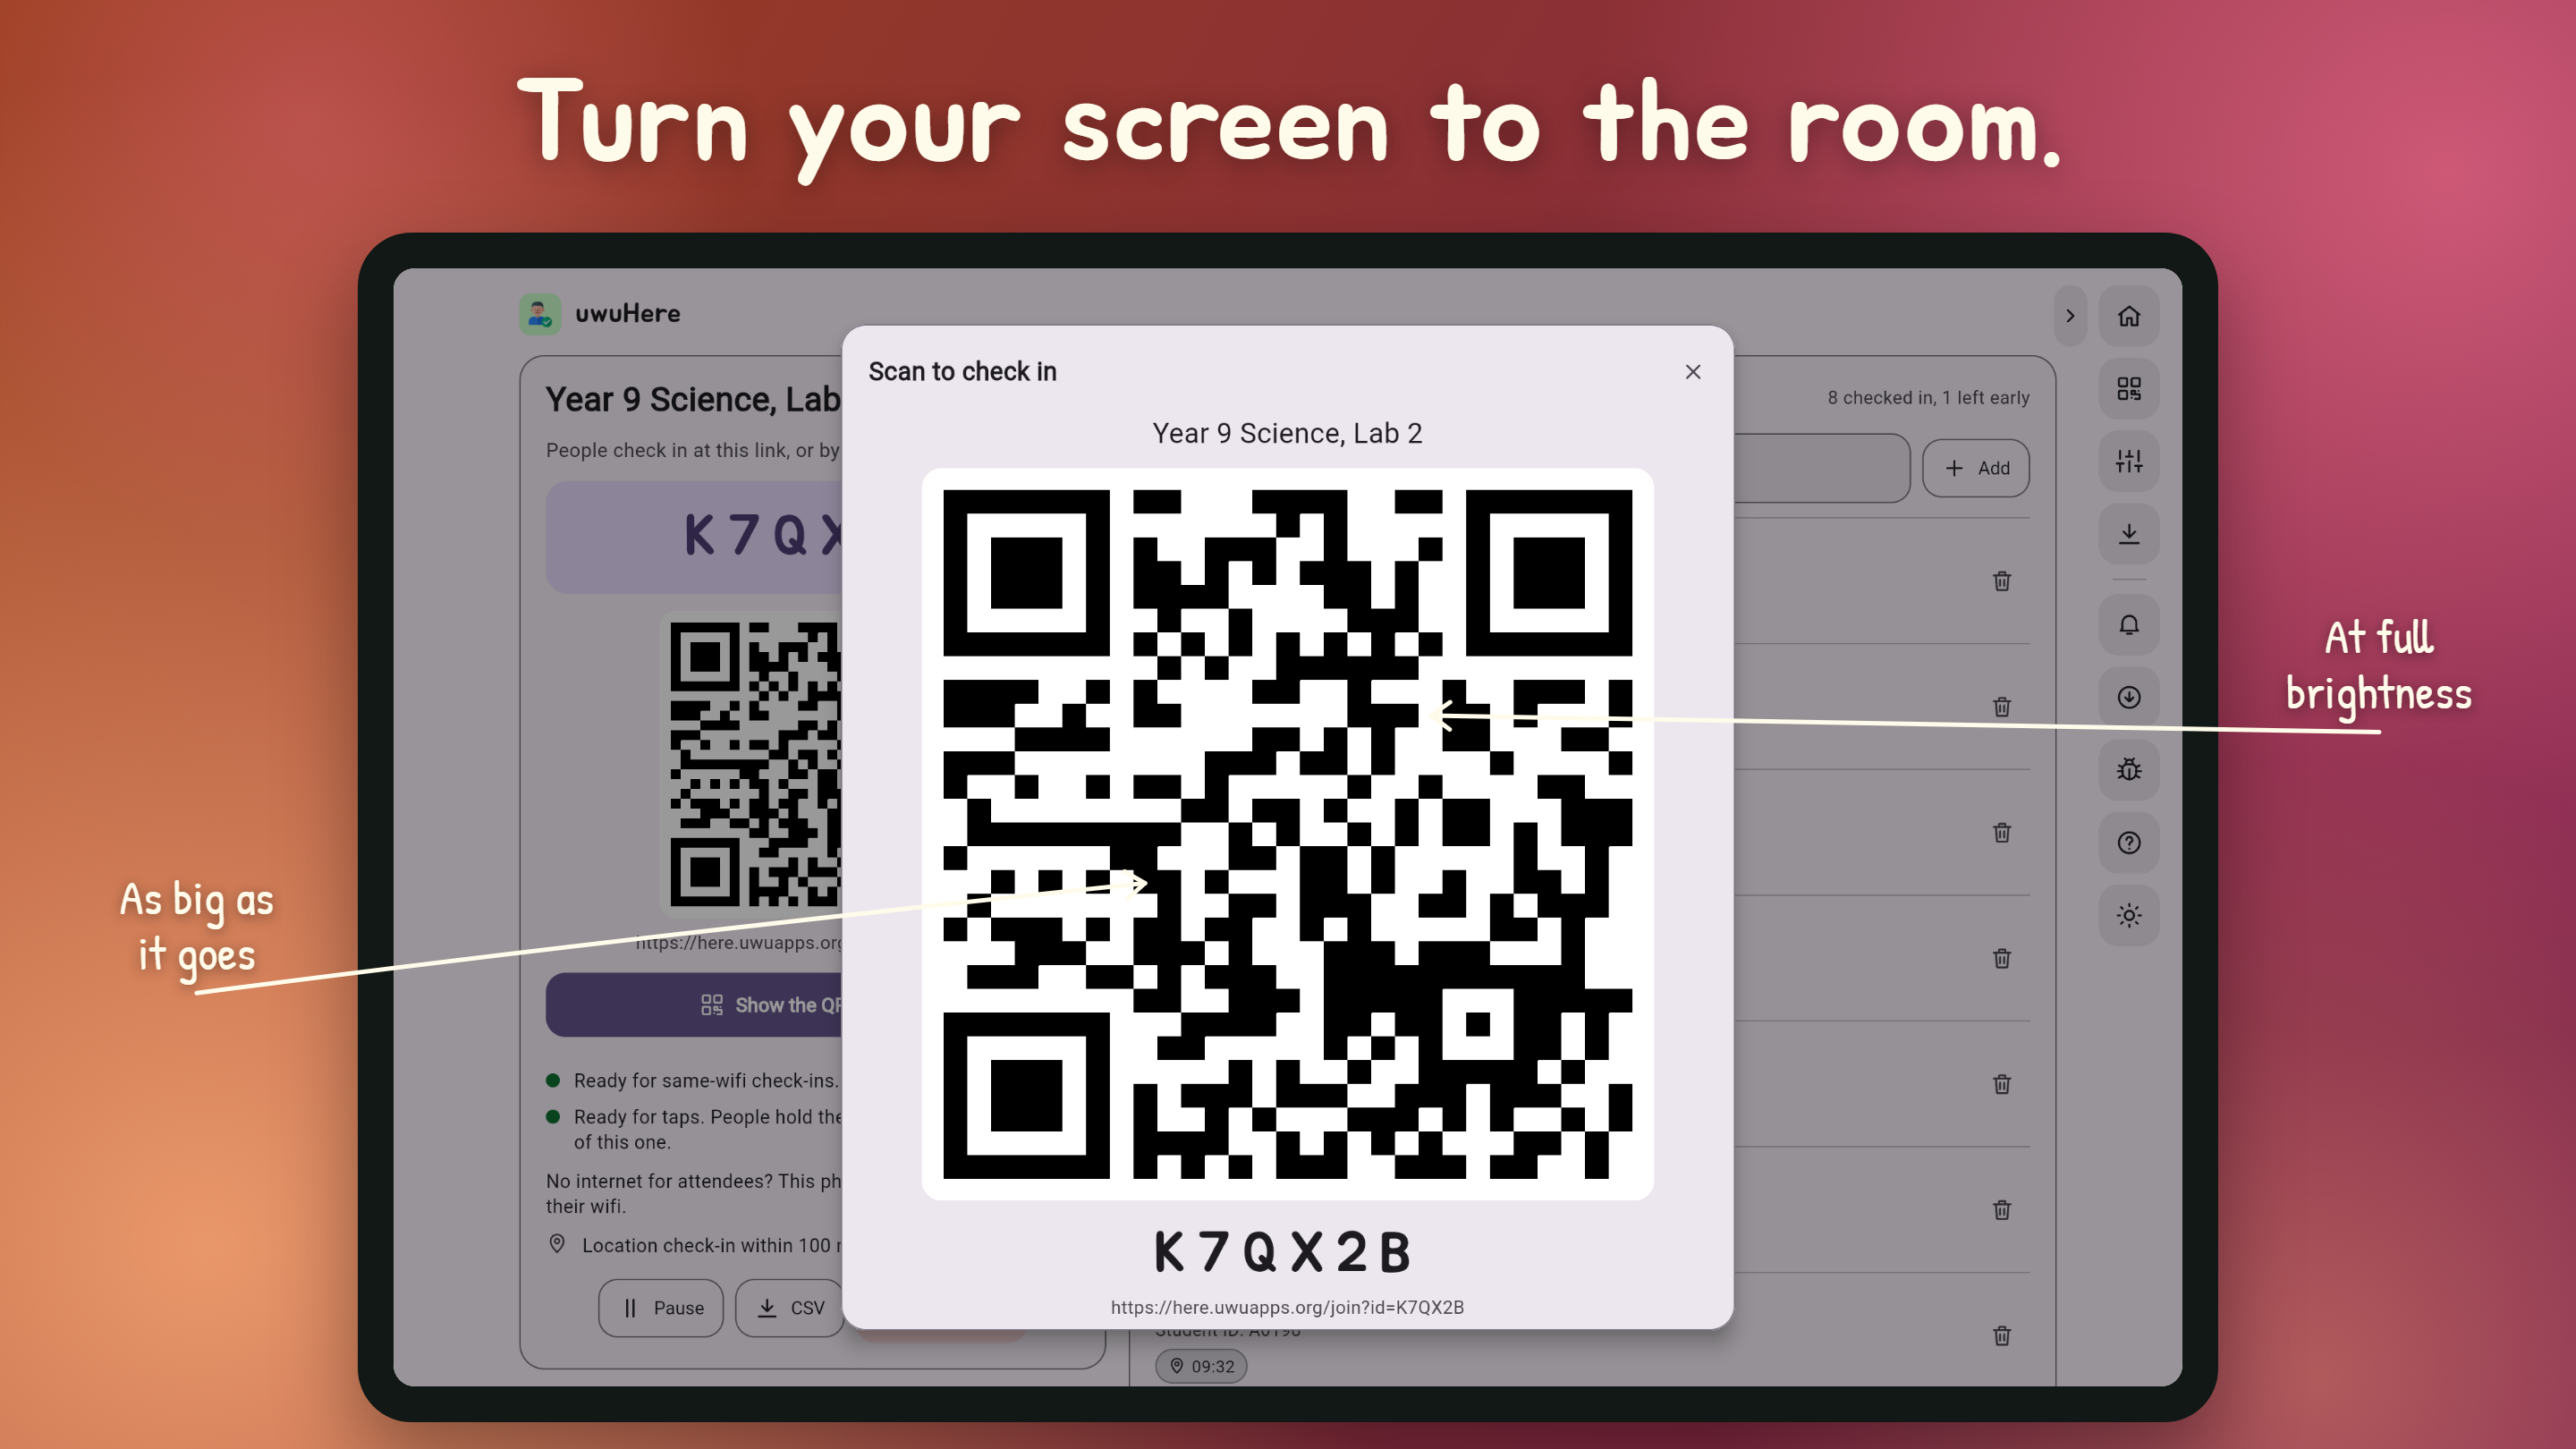 Turn your screen to the room.
uwuHere
Scan to check in
Year 9 Science, Lab
8 checked in, 1 left early
Year 9 Science, Lab 2
People check in at this link, or by
Add
K7QX
At full
brightness
As big as
it goes
https://here.uwuapps.org
Show the QR
Ready for same-wifi check-ins.
Ready for taps. People hold the
of this one.
No internet for attendees? This ph
their wifi.
Location check-in within 100
Pause
CSV
K7QX2B
https://here.uwuapps.org/join?id=K7QX2B
Student ID: A0198
09:32